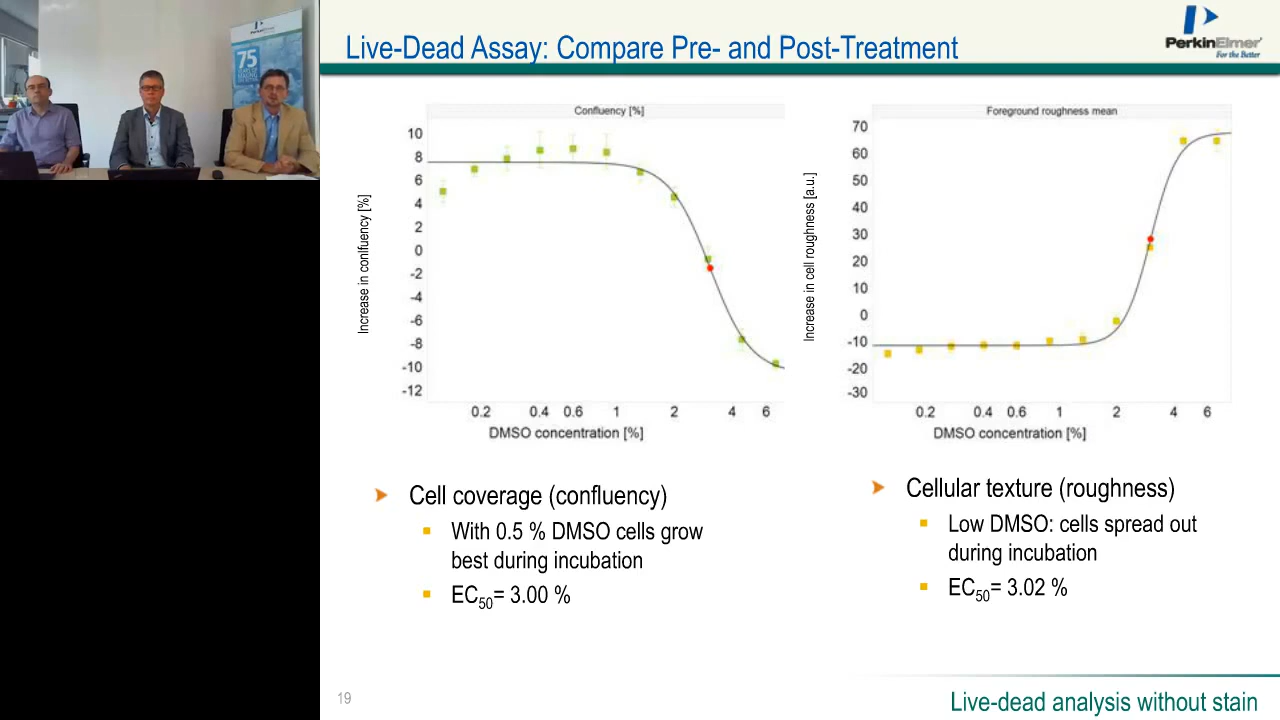 PerkinElmer
75
YEARS OF
Live-Dead Assay: Compare Pre- and Post-Treatment
PerkinElmer
For the Better
Confluency [%]
10
8
6
4
2
0
-2
-4
-6
-8
-10
-12
Increase in conlfuency [%]
0.2 0.4 0.6 1 2 4 6
DMSO concentration [%]
Foreground roughness mean
70
60
50
40
30
20
10
0
-10
-20
-30
Increase in cell roughness [a.u.]
0.2 0.4 0.6 1 2 4 6
DMSO concentration [%]
Cell coverage (confluency)
With 0.5 % DMSO cells grow
best during incubation
EC50= 3.00 %
Cellular texture (roughness)
Low DMSO: cells spread out
during incubation
EC50= 3.02 %
19
Live-dead analysis without stain